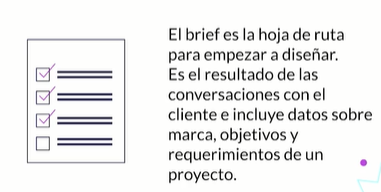 El brief es la hoja de ruta
para empezar a diseñar.
Es el resultado de las
conversaciones con el
cliente e incluye datos sobre
marca, objetivos y
requerimientos de un
proyecto.